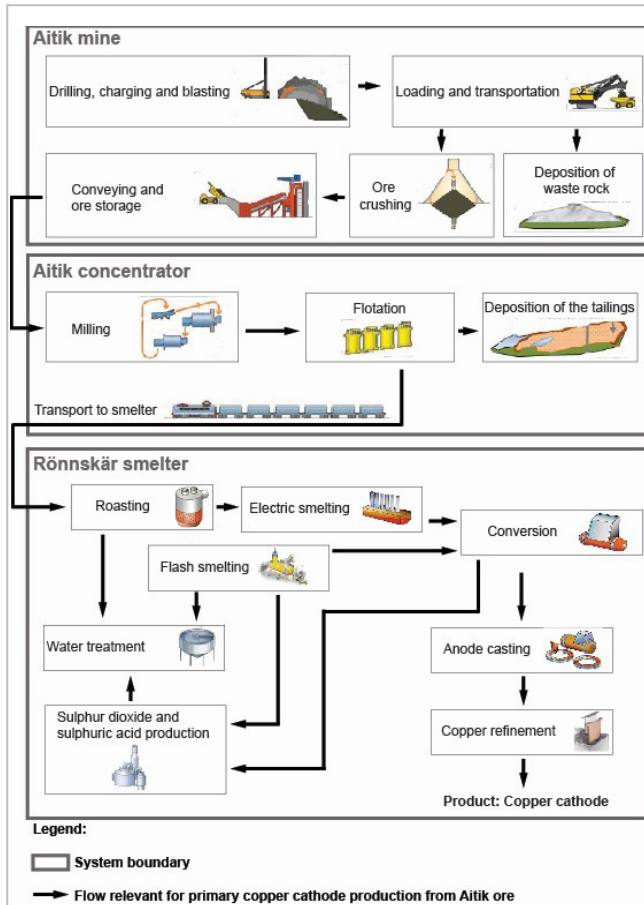 Aitik mine
Drilling, charging and blasting
Loading and transportation
Conveying and
ore storage
Ore
crushing
Deposition of
waste rock
Aitik concentrator
Milling
Flotation
Deposition of the tailings
Transport to smelter
Rönnskär smelter
Roasting
Electric smelting
Conversion
Flash smelting
Water treatment
Anode casting
Sulphur dioxide and
sulphuric acid production
Copper refinement
Product: Copper cathode
Legend:
System boundary
Flow relevant for primary copper cathode production from Aitik ore